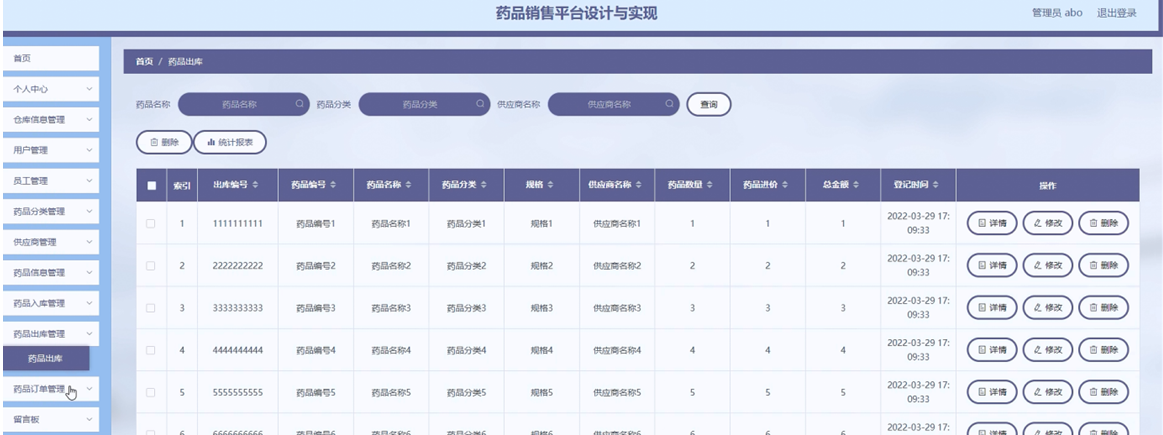 药品销售平台设计与实现
管理员 abo 退出登录
首页
个人中心
仓库信息管理
用户管理
员工管理
药品分类管理
供应商管理
药品信息管理
药品入库管理
药品出库管理
药品出库
药品订单管理
留言板
首页 / 药品出库
药品名称 药品名称 药品分类 药品分类 供应商名称 供应商名称 查询
删除 统计报表
索引 出库编号 药品编号 药品名称 药品分类 规格 供应商名称 药品数量 药品进价 总金额 登记时间 操作
1 1111111111 药品编号1 药品名称1 药品分类1 规格1 供应商名称1 1 1 1 2022-03-29 17:
09:33 详情 修改 删除
2 2222222222 药品编号2 药品名称2 药品分类2 规格2 供应商名称2 2 2 2 2022-03-29 17:
09:33 详情 修改 删除
3 3333333333 药品编号3 药品名称3 药品分类3 规格3 供应商名称3 3 3 3 2022-03-29 17:
09:33 详情 修改 删除
4 4444444444 药品编号4 药品名称4 药品分类4 规格4 供应商名称4 4 4 4 2022-03-29 17:
09:33 详情 修改 删除
5 5555555555 药品编号5 药品名称5 药品分类5 规格5 供应商名称5 5 5 5 2022-03-29 17:
09:33 详情 修改 删除
6 6666666666 药品编号6 药品名称6 药品分类6 规格6 供应商名称6 6 6 6 2022-03-29 17:
详情 修改 删除